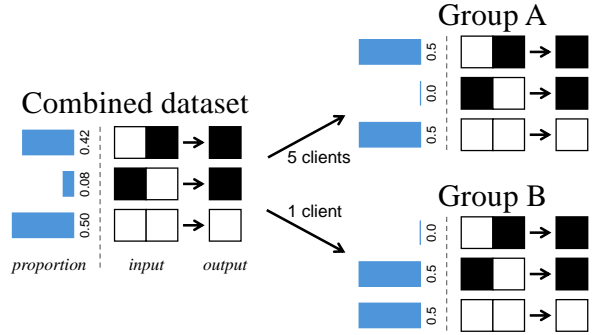 Group A
0.5
0.0
0.5
Combined dataset
0.42
0.08
0.50
proportion input output
5 clients
1 client
Group B
0.0
0.5
0.5